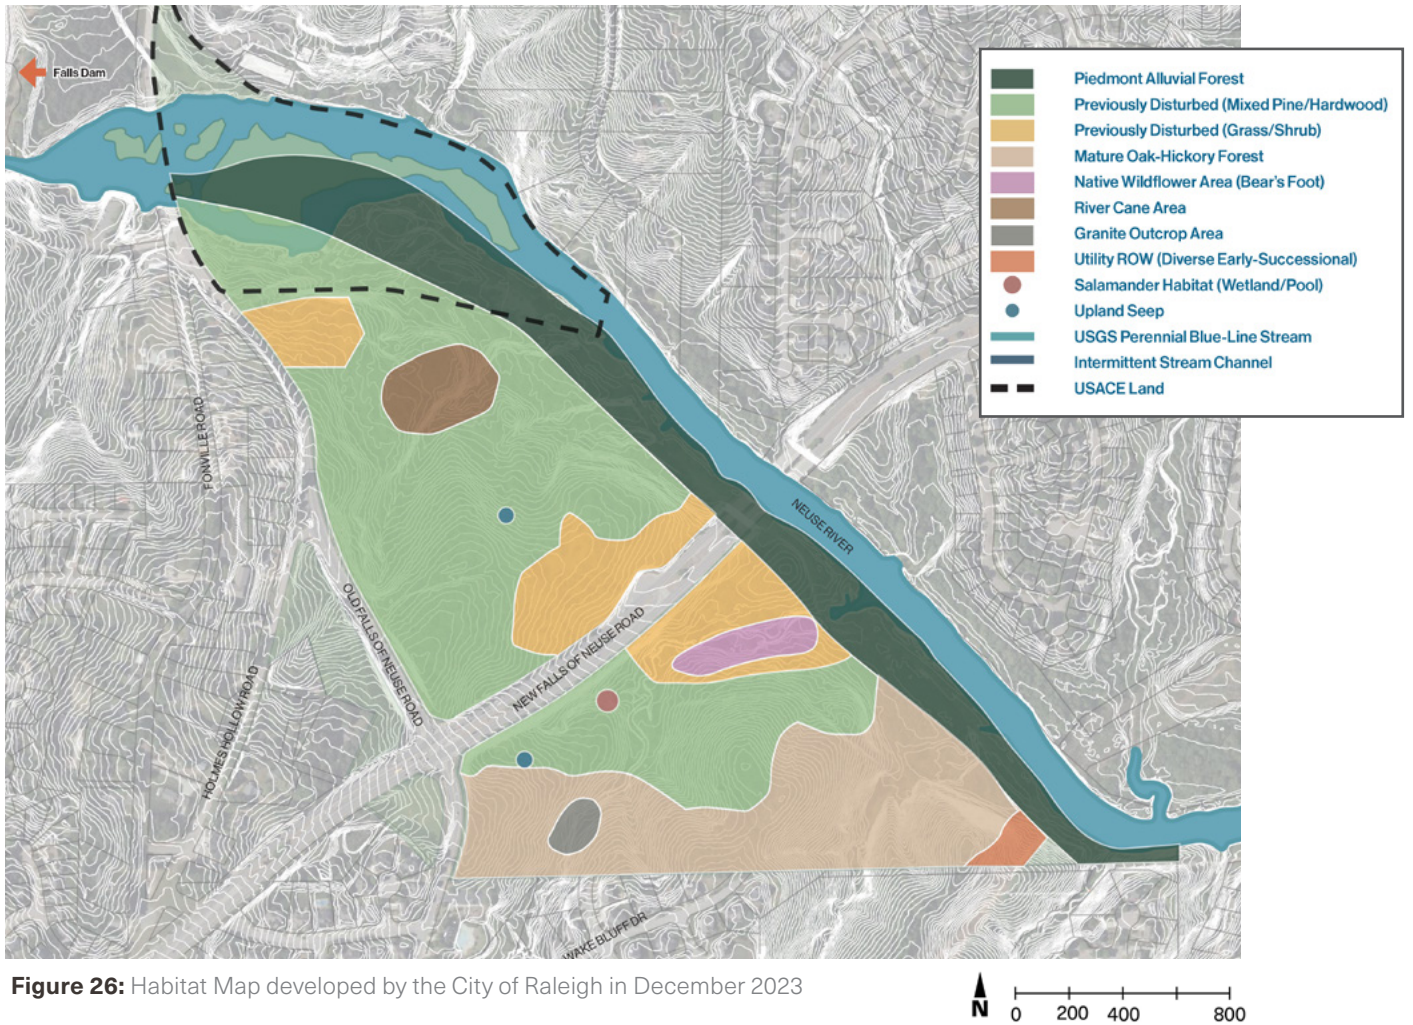 Falls Dam
Piedmont Alluvial Forest
Previously Disturbed (Mixed Pine/Hardwood)
Previously Disturbed (Grass/Shrub)
Mature Oak-Hickory Forest
Native Wildflower Area (Bear's Foot)
River Cane Area
Granite Outcrop Area
Utility ROW (Diverse Early-Successional)
Salamander Habitat (Wetland/Pool)
Upland Seep
USGS Perennial Blue-Line Stream
Intermittent Stream Channel
USACE Land
FONVILLE ROAD
NEUSE RIVER
OLD FALLS OF NEUSE ROAD
NEW FALLS OF NEUSE ROAD
HOLMES HOLLOW ROAD
WAKE BLUFF DR
Figure 26: Habitat Map developed by the City of Raleigh in December 2023
N
0 200 400 800